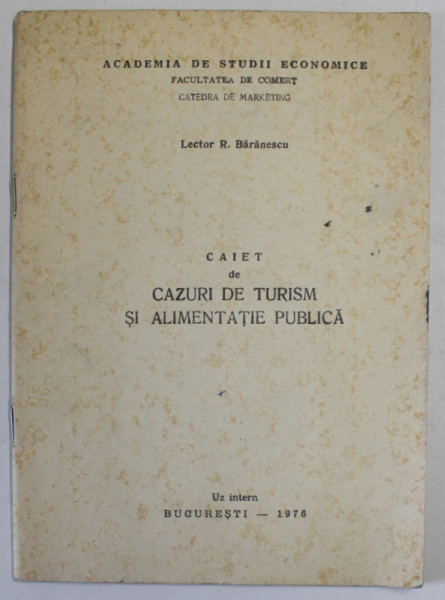 ACADEMIA DE STUDII ECONOMICE
FACULTATEA DE COMERȚ
CATEDRA DE MARKETING
Lector R. Bărănescu
CAIET
de
CAZURI DE TURISM
ȘI ALIMENTAȚIE PUBLICĂ
Uz intern
BUCUREȘTI — 1976